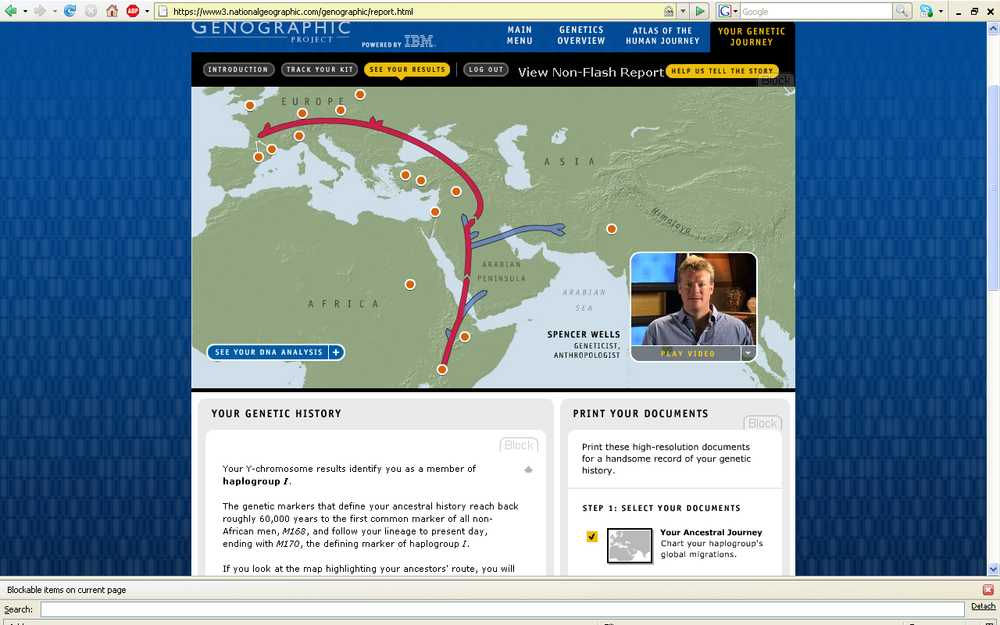 https://www3.nationalgeographic.com/genographic/report.html
ABP
G
Google
GENOGRAPHIC
PROJECT
POWERED BY IBM
MAIN
MENU
GENETICS
OVERVIEW
ATLAS OF THE
HUMAN JOURNEY
YOUR GENETIC
JOURNEY
INTRODUCTION
TRACK YOUR KIT
SEE YOUR RESULTS
LOG OUT
View Non-Flash Report
HELP US TELL THE STORY
Block
EUROPE
ASIA
Himalaya
ARABIAN
PENINSULA
AFRICA
ARABIAN
SEA
SPENCER WELLS
GENETICIST,
ANTHROPOLOGIST
PLAY VIDEO
SEE YOUR DNA ANALYSIS +
YOUR GENETIC HISTORY
Block
Your Y-chromosome results identify you as a member of
haplogroup I.
The genetic markers that define your ancestral history reach back
roughly 60,000 years to the first common marker of all non-
African men, M168, and follow your lineage to present day,
ending with M170, the defining marker of haplogroup I.
If you look at the map highlighting your ancestors' route, you will
PRINT YOUR DOCUMENTS
Block
Print these high-resolution documents
for a handsome record of your genetic
history.
STEP 1: SELECT YOUR DOCUMENTS
Your Ancestral Journey
Chart your haplogroup's
global migrations.
Blockable items on current page
Search:
Detach